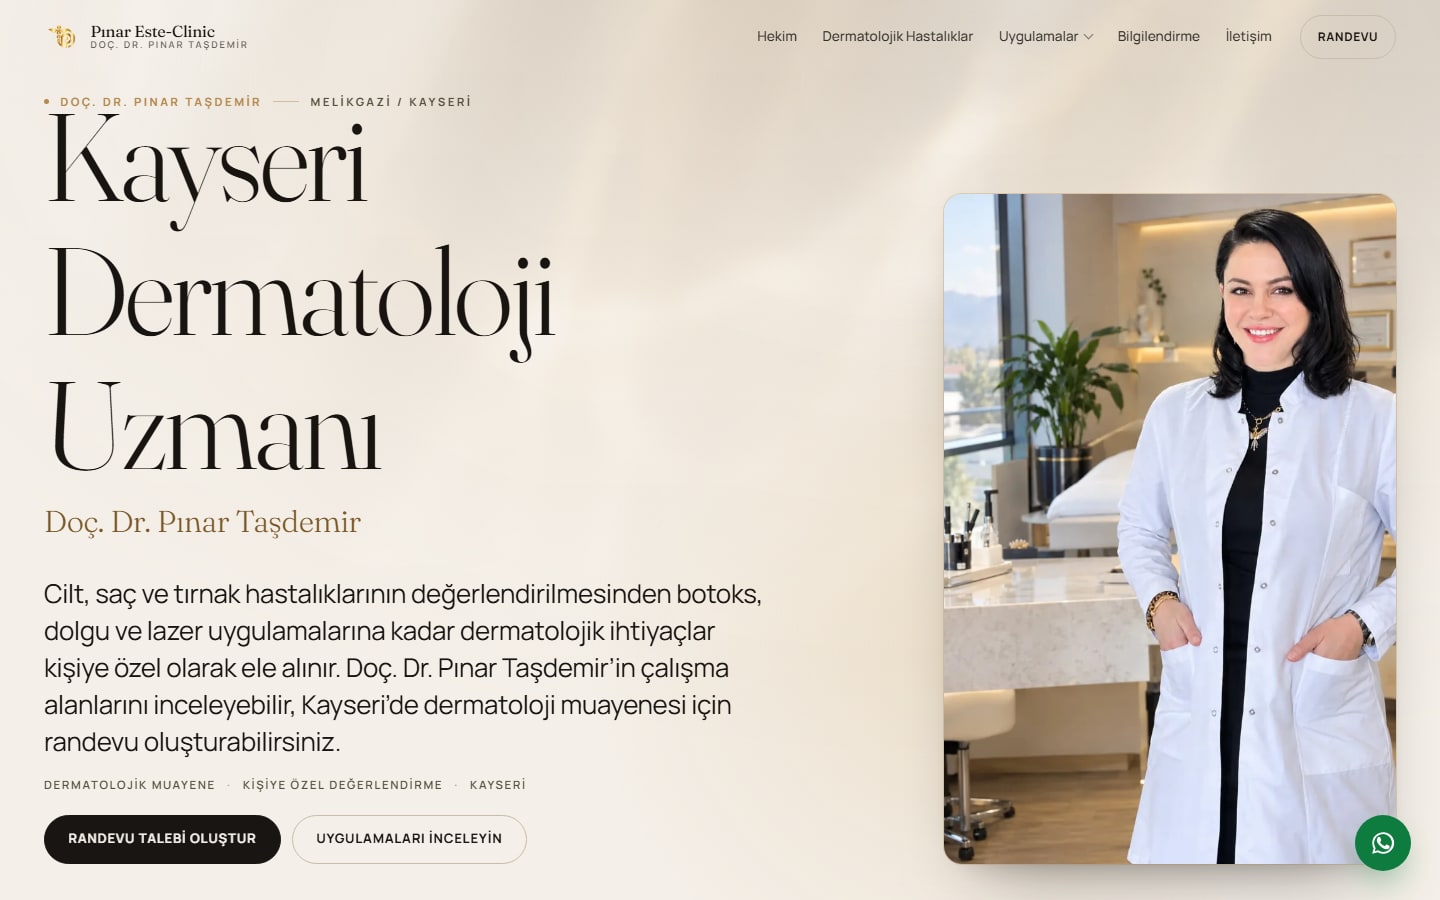 Pınar Este-Clinic
DOÇ. DR. PINAR TAŞDEMİR
Hekim
Dermatolojik Hastalıklar
Uygulamalar
Bilgilendirme
İletişim
RANDEVU
DOÇ. DR. PINAR TAŞDEMİR
MELİKGAZİ / KAYSERİ
Kayseri
Dermatoloji
Uzmanı
Doç. Dr. Pınar Taşdemir
Cilt, saç ve tırnak hastalıklarının değerlendirilmesinden botoks,
dolgu ve lazer uygulamalarına kadar dermatolojik ihtiyaçlar
kişiye özel olarak ele alınır. Doç. Dr. Pınar Taşdemir’in çalışma
alanlarını inceleyebilir, Kayseri’de dermatoloji muayenesi için
randevu oluşturabilirsiniz.
DERMATOLOJİK MUAYENE · KİŞİYE ÖZEL DEĞERLENDİRME · KAYSERİ
RANDEVU TALEBİ OLUŞTUR
UYGULAMALARI İNCELEYİN